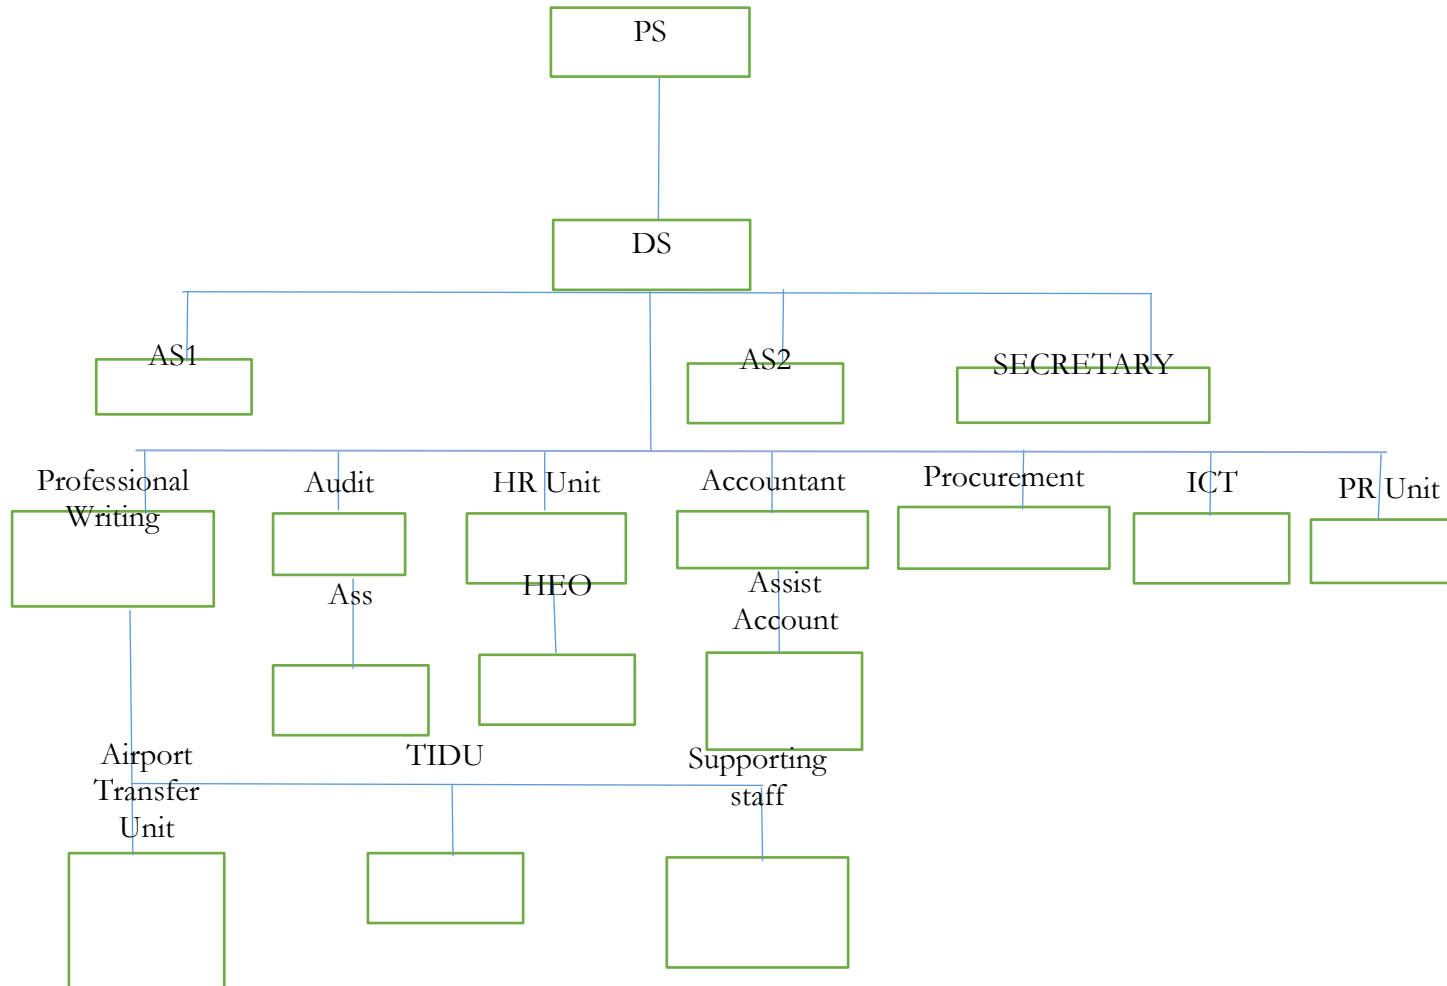 PS
DS
AS1
AS2
SECRETARY
Professional
Writing
Audit
HR Unit
Accountant
Procurement
ICT
PR Unit
Ass
HEO
Assist
Account
Airport
Transfer
Unit
TIDU
Supporting
staff